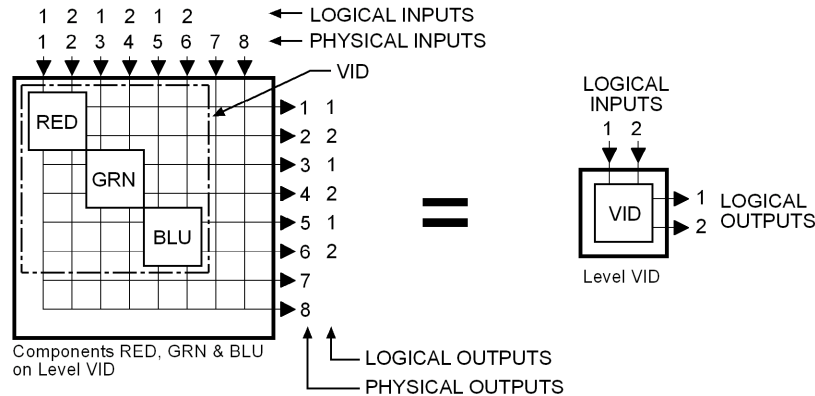 1 2 1 2 1 2 LOGICAL INPUTS
1 2 3 4 5 6 7 8 PHYSICAL INPUTS
VID
RED
GRN
BLU
1 1
2 2
3 1
4 2
5 1
6 2
7
8
Components RED, GRN & BLU
on Level VID
LOGICAL OUTPUTS
PHYSICAL OUTPUTS
=
LOGICAL
INPUTS
1 2
VID
1
2
LOGICAL
OUTPUTS
Level VID